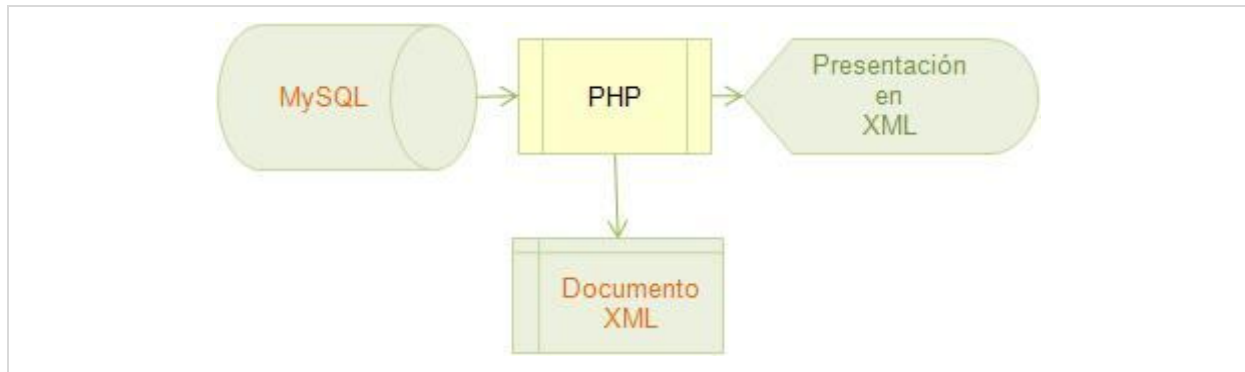 MySQL
PHP
Presentación
en
XML
Documento
XML